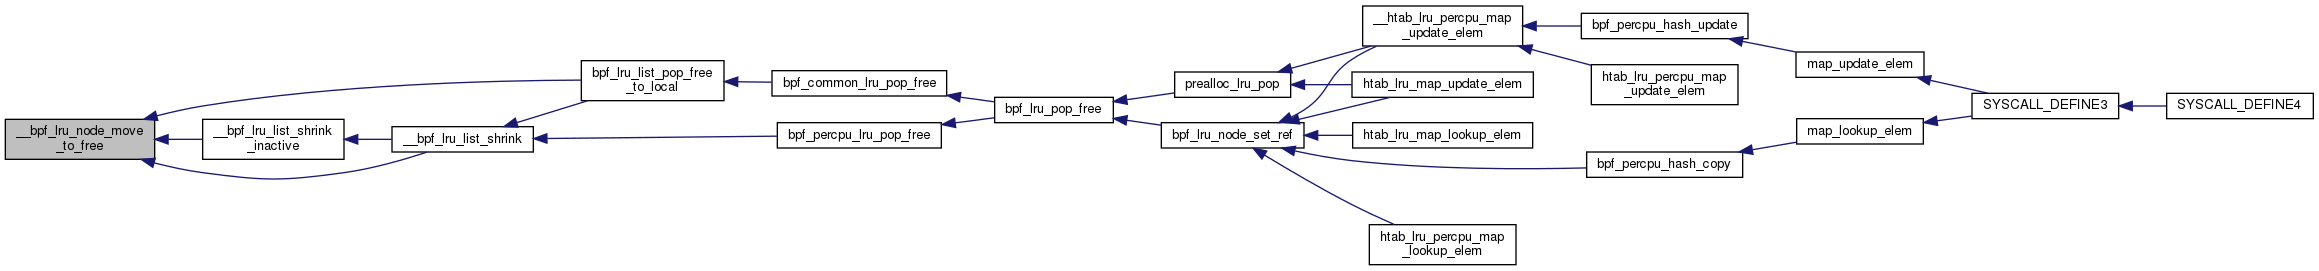 __bpf_lru_node_move
_to_free
__bpf_lru_list_shrink
_inactive
bpf_lru_list_pop_free
_to_local
__bpf_lru_list_shrink
bpf_common_lru_pop_free
bpf_percpu_lru_pop_free
bpf_lru_pop_free
prealloc_lru_pop
bpf_lru_node_set_ref
__htab_lru_percpu_map
_update_elem
htab_lru_map_update_elem
htab_lru_map_lookup_elem
htab_lru_percpu_map
_lookup_elem
bpf_percpu_hash_update
htab_lru_percpu_map
_update_elem
bpf_percpu_hash_copy
map_update_elem
map_lookup_elem
SYSCALL_DEFINE3
SYSCALL_DEFINE4